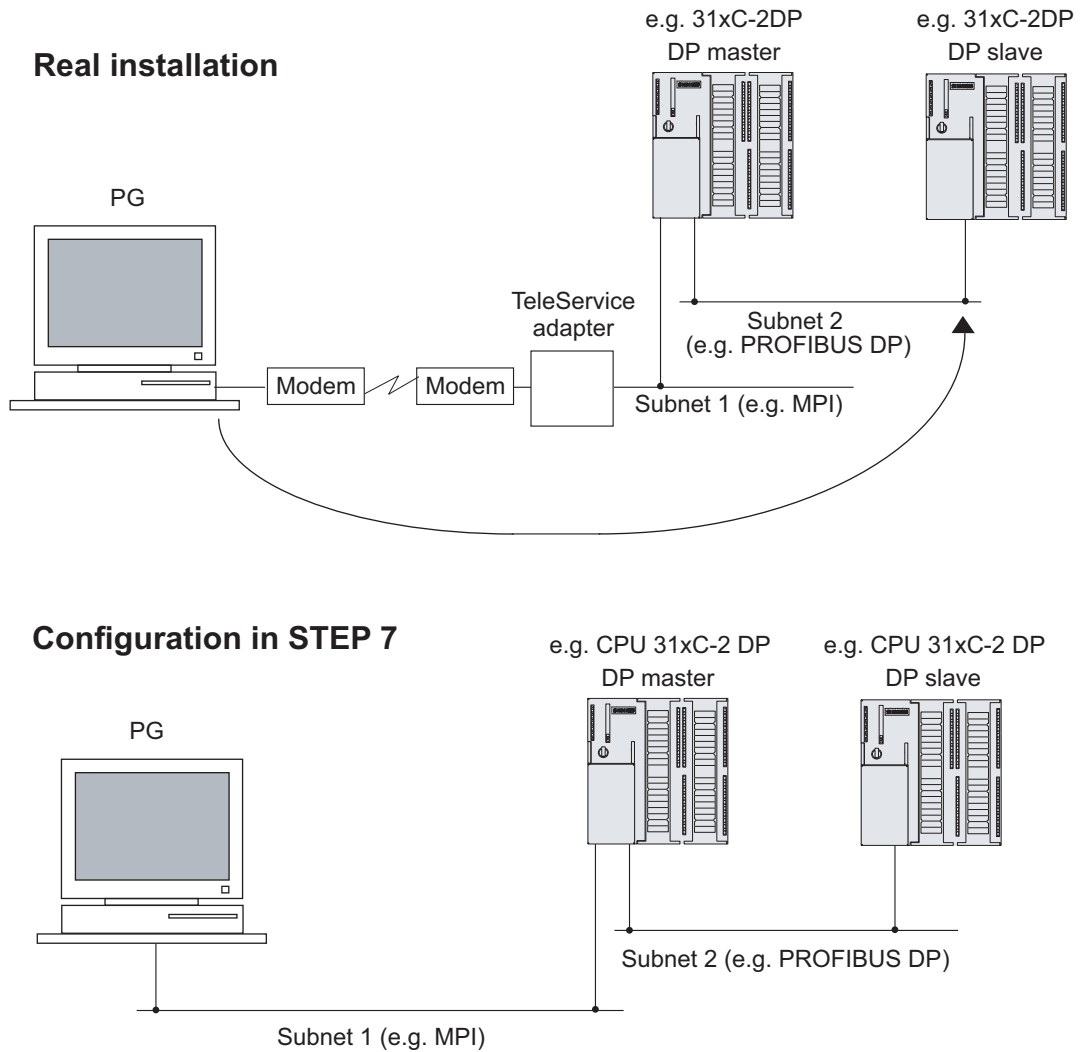 Real installation
e.g. 31xC-2DP
DP master
e.g. 31xC-2DP
DP slave
PG
TeleService
adapter
Modem
Modem
Subnet 2
(e.g. PROFIBUS DP)
Subnet 1 (e.g. MPI)
Configuration in STEP 7
e.g. CPU 31xC-2 DP
DP master
e.g. CPU 31xC-2 DP
DP slave
PG
Subnet 2 (e.g. PROFIBUS DP)
Subnet 1 (e.g. MPI)